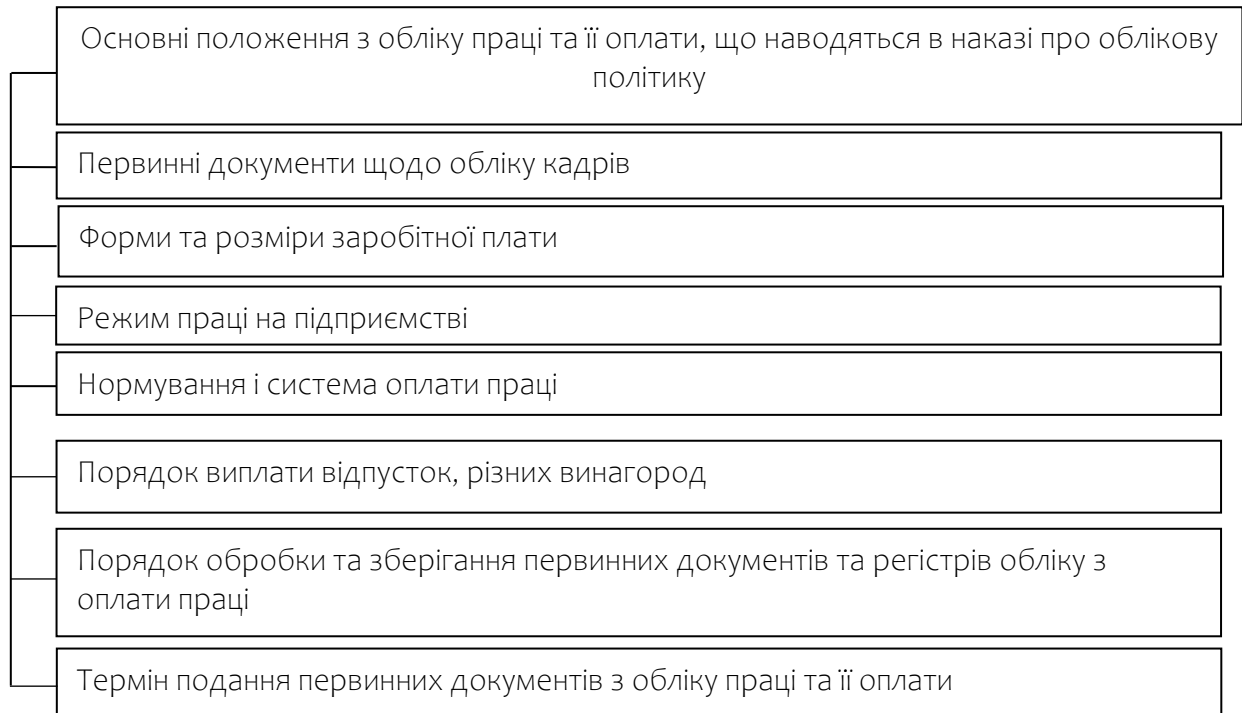 Основні положення з обліку праці та її оплати, що наводяться в наказі про облікову
політику
Первинні документи щодо обліку кадрів
Форми та розміри заробітної плати
Режим праці на підприємстві
Нормування і система оплати праці
Порядок виплати відпусток, різних винагород
Порядок обробки та зберігання первинних документів та регістрів обліку з
оплати праці
Термін подання первинних документів з обліку праці та її оплати